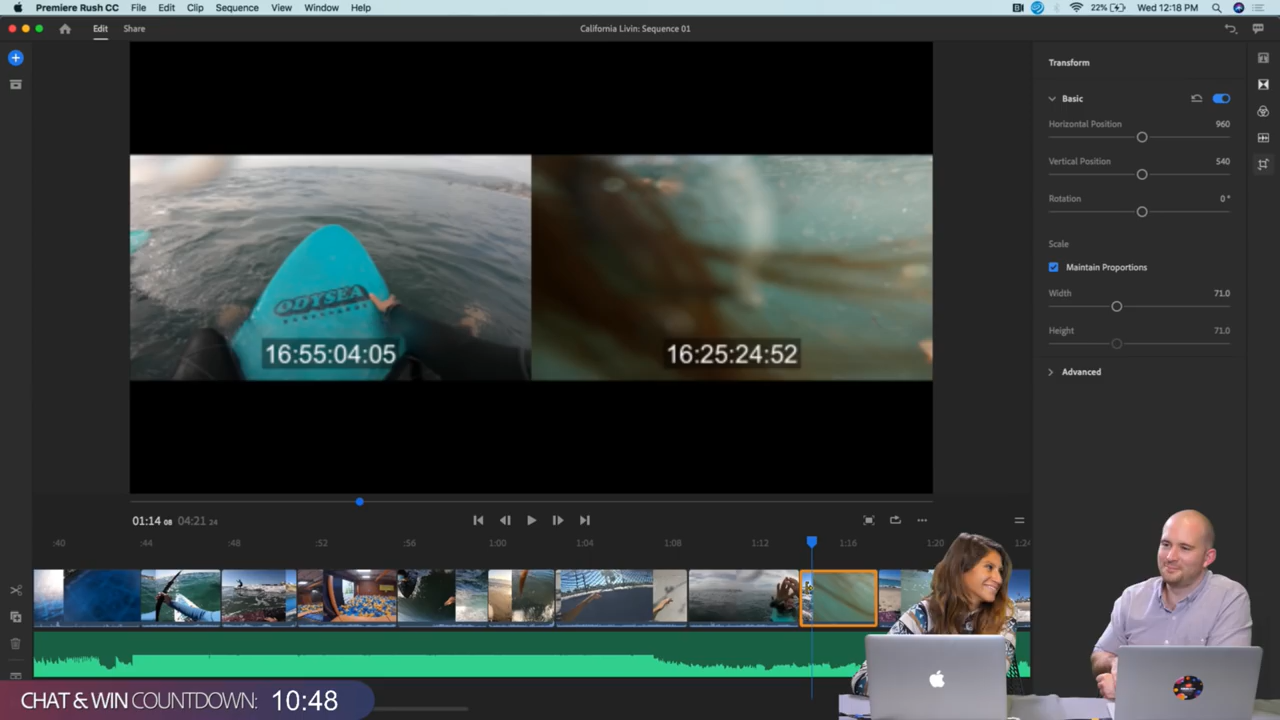 Premiere Rush CC File Edit Clip Sequence View Window Help 22% Wed 12:18 PM
Edit Share California Livin: Sequence 01
Transform
Basic
Horizontal Position 960
Vertical Position 540
Rotation 0°
Scale
Maintain Proportions
Width 71.0
Height 71.0
Advanced
ODYSEA
16:55:04:05 16:25:24:52
01:14 08 04:21 24
:40 :44 :48 :52 :56 1:00 1:04 1:08 1:12 1:16 1:20 1:24
CHAT & WIN COUNTDOWN: 10:48